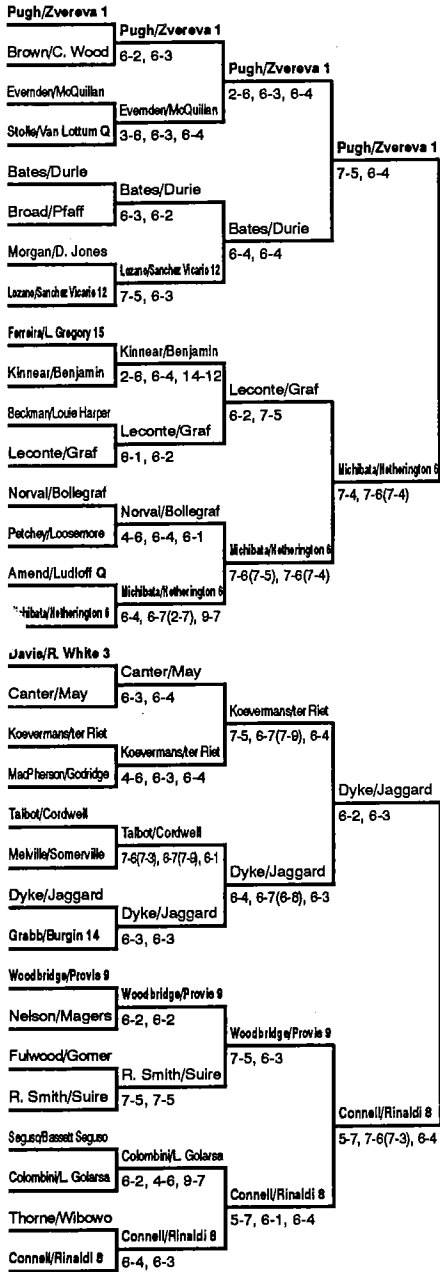 Pugh/Zvereva 1
Brown/C. Wood
Evernden/McQuillan
Stolle/Van Lottum Q
Bates/Durie
Broad/Pfaff
Morgan/D. Jones
Lozano/Sanchez Vicario 12
Ferreira/L. Gregory 15
Kinnear/Benjamin
Beckman/Louie Harper
Leconte/Graf
Norval/Bollegraf
Petchey/Loosemore
Amend/Ludloff Q
Michibata/Hetherington 6
Davis/R. White 3
Canter/May
Koevermans/ter Riet
MacPherson/Godridge
Talbot/Cordwell
Melville/Somerville
Dyke/Jaggard
Grabb/Burgin 14
Woodbridge/Provis 9
Nelson/Magers
Fulwood/Gomer
R. Smith/Suire
Seguso/Bassett Seguso
Colombini/L. Golarsa
Thorne/Wibowo
Connell/Rinaldi 8
Pugh/Zvereva 1
6-2, 6-3
Evernden/McQuillan
3-6, 6-3, 6-4
Bates/Durie
6-3, 6-2
Lozano/Sanchez Vicario 12
7-5, 6-3
Kinnear/Benjamin
2-6, 6-4, 14-12
Leconte/Graf
6-1, 6-2
Norval/Bollegraf
4-6, 6-4, 6-1
Michibata/Hetherington 6
6-4, 6-7(2-7), 9-7
Canter/May
6-3, 6-4
Koevermans/ter Riet
4-6, 6-3, 6-4
Talbot/Cordwell
7-6(7-3), 6-7(7-9), 6-1
Dyke/Jaggard
6-3, 6-3
Woodbridge/Provis 9
6-2, 6-2
R. Smith/Suire
7-5, 7-5
Colombini/L. Golarsa
6-2, 4-6, 9-7
Connell/Rinaldi 8
6-4, 6-3
Pugh/Zvereva 1
2-6, 6-3, 6-4
Bates/Durie
6-4, 6-4
Leconte/Graf
6-2, 7-5
Michibata/Hetherington 6
7-6(7-5), 7-6(7-4)
Koevermans/ter Riet
7-5, 6-7(7-9), 6-4
Dyke/Jaggard
6-4, 6-7(6-8), 6-3
Woodbridge/Provis 9
7-5, 6-3
Connell/Rinaldi 8
5-7, 6-1, 6-4
Pugh/Zvereva 1
7-5, 6-4
Michibata/Hetherington 6
7-4, 7-6(7-4)
Dyke/Jaggard
6-2, 6-3
Connell/Rinaldi 8
5-7, 7-6(7-3), 6-4